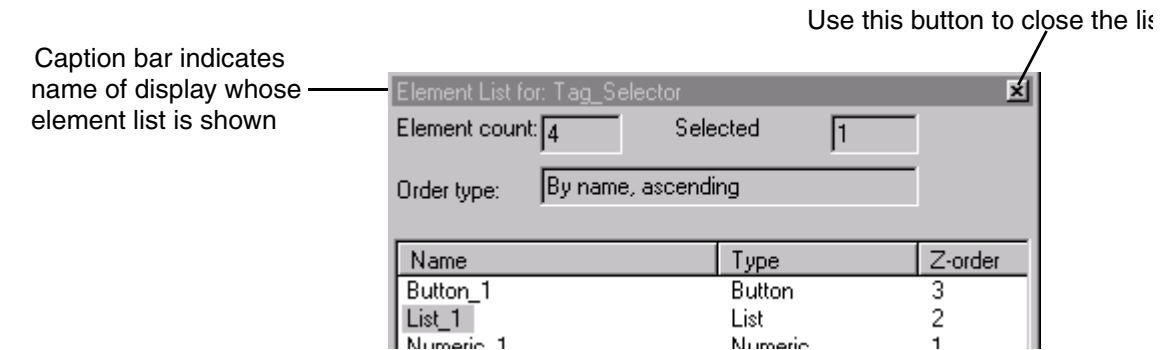 Use this button to close the
Caption bar indicates
name of display whose
element list is shown
Element List for: Tag_Selector
Element count: 4 Selected 1
Order type: By name, ascending
Name Type Z-order
Button_1 Button 3
List_1 List 2
Numeric_1 Numeric 1